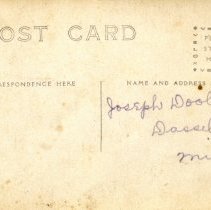 OST CARD
RESPONDENCE HERE
NAME AND ADDRESS
Joseph Dool
Dassel
Mi